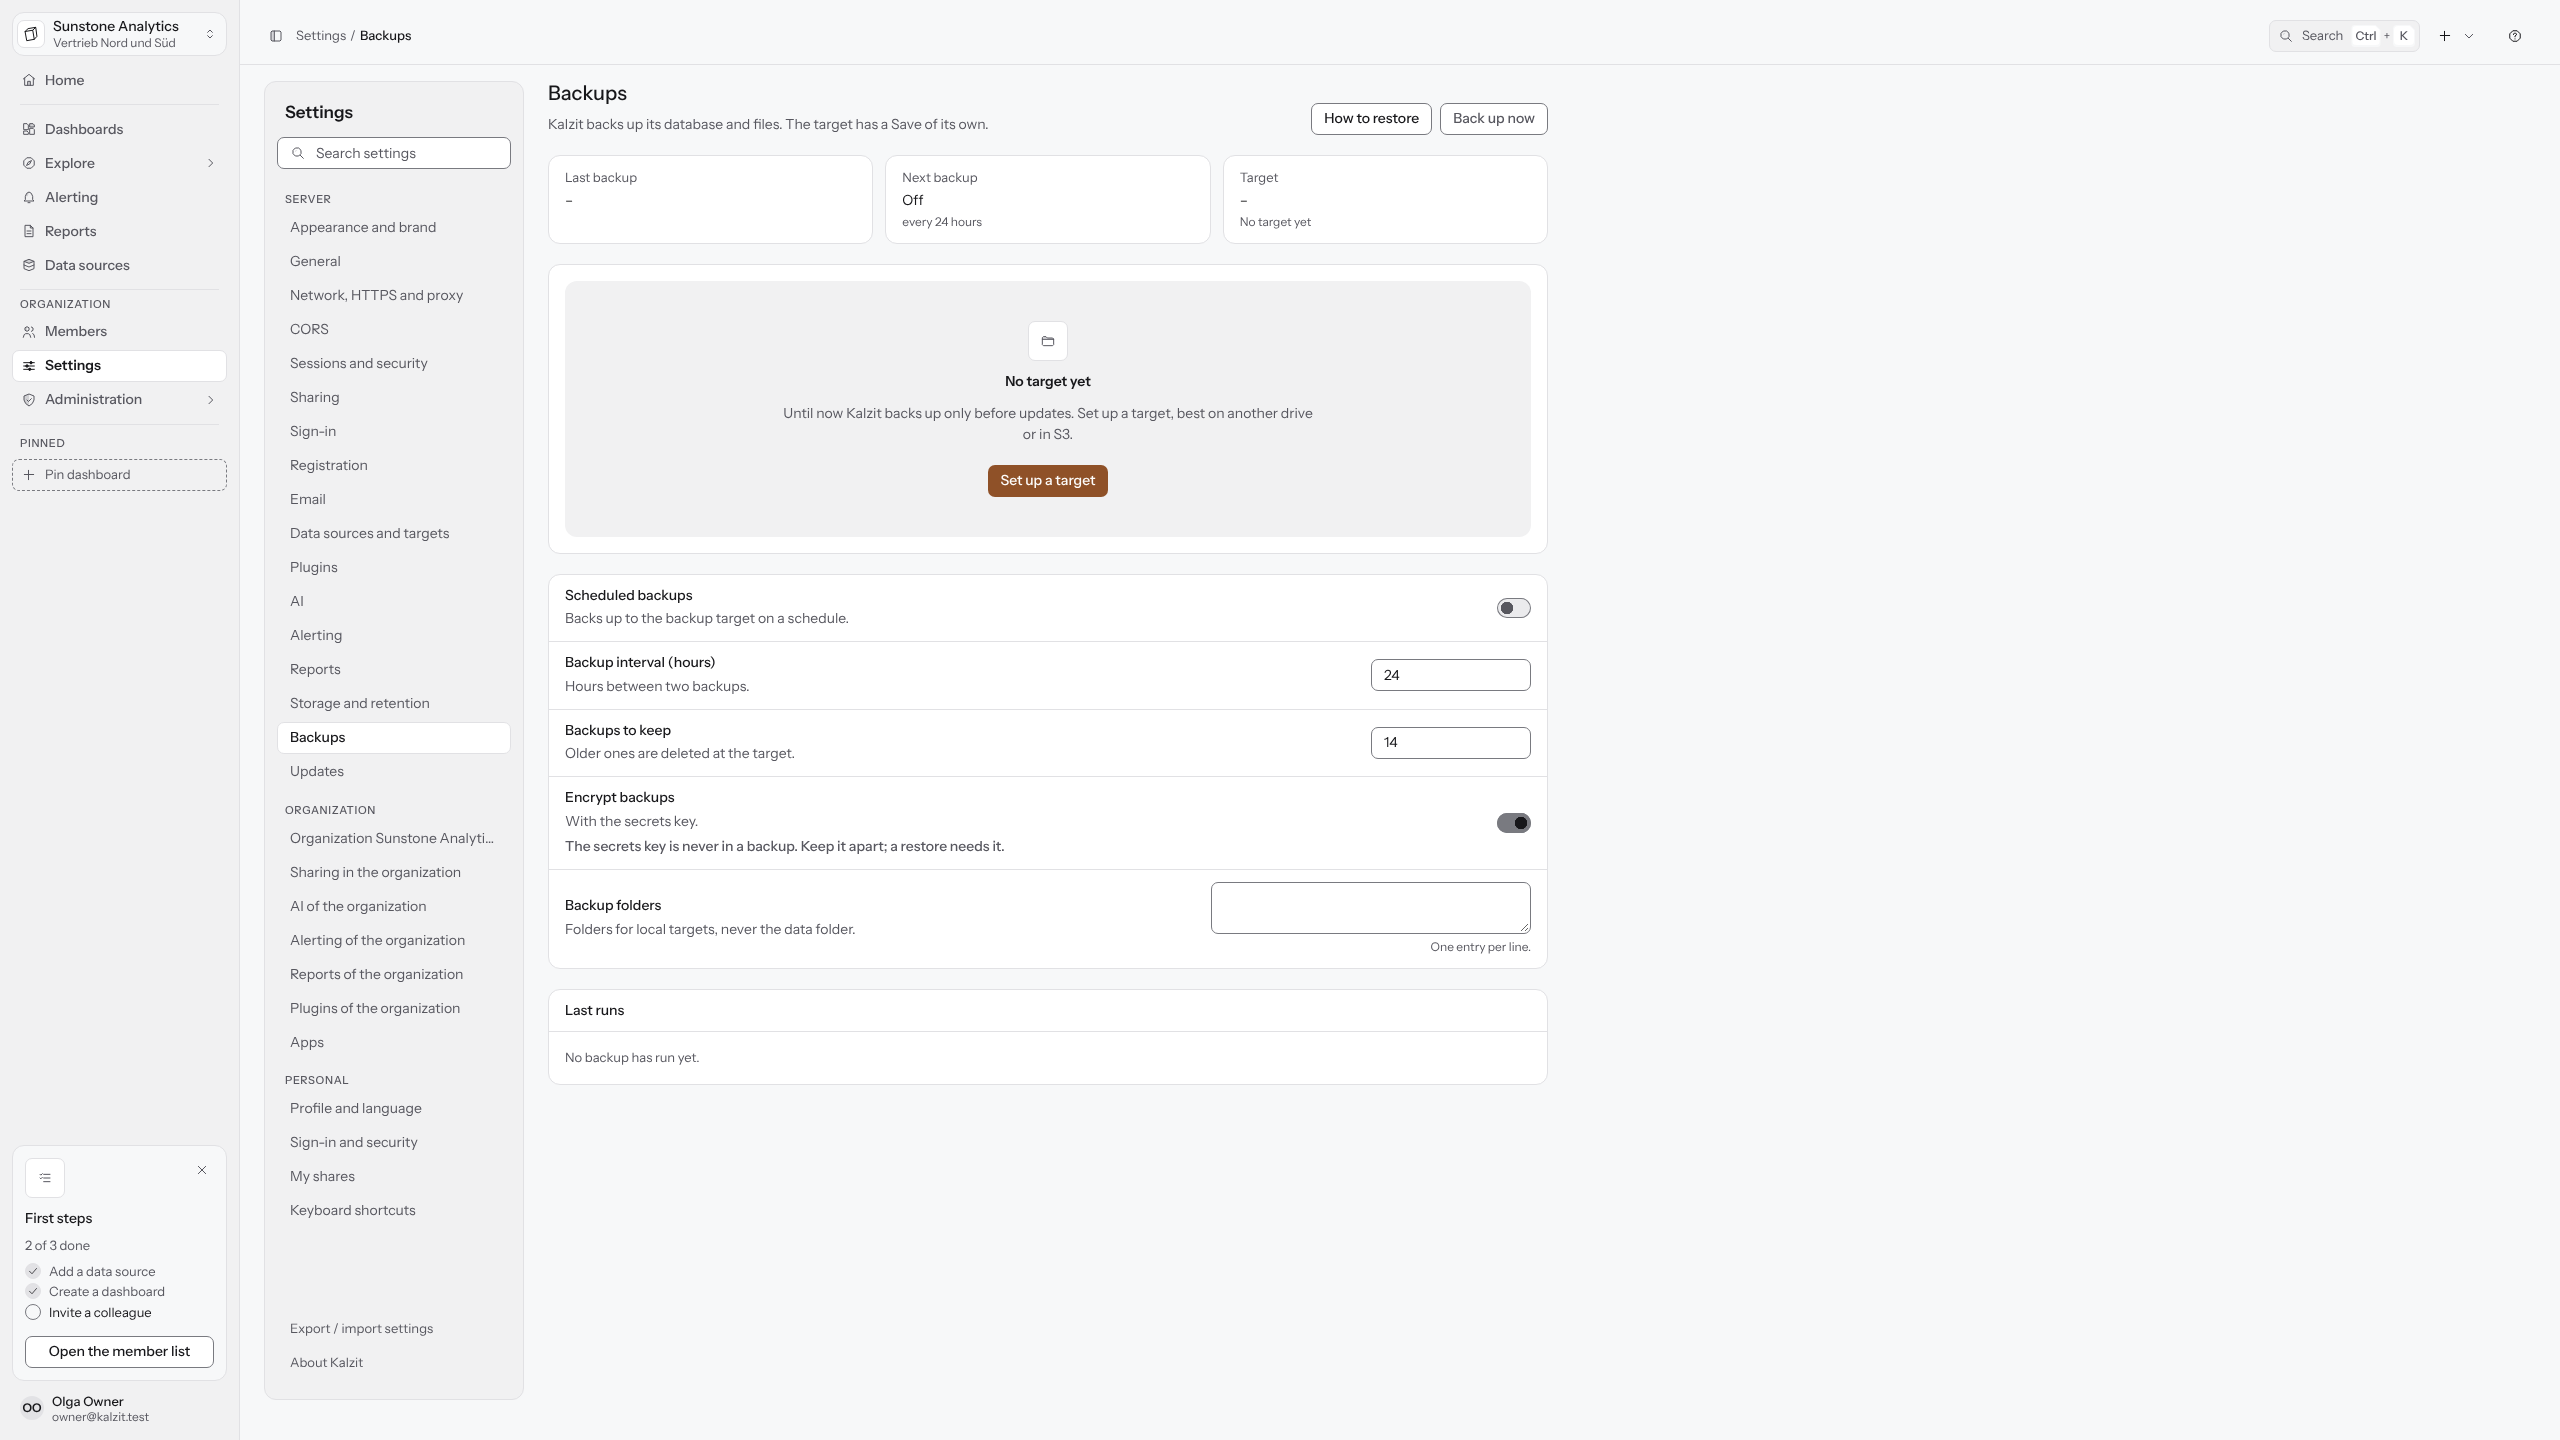 Sunstone Analytics
Vertrieb Nord und Süd
Home
Dashboards
Explore
Alerting
Reports
Data sources
ORGANIZATION
Members
Settings
Administration
PINNED
Pin dashboard
First steps
2 of 3 done
Add a data source
Create a dashboard
Invite a colleague
Open the member list
OO
Olga Owner
owner@kalzit.test
Settings / Backups
Search Ctrl + K
Settings
Search settings
SERVER
Appearance and brand
General
Network, HTTPS and proxy
CORS
Sessions and security
Sharing
Sign-in
Registration
Email
Data sources and targets
Plugins
AI
Alerting
Reports
Storage and retention
Backups
Updates
ORGANIZATION
Organization Sunstone Analyti...
Sharing in the organization
AI of the organization
Alerting of the organization
Reports of the organization
Plugins of the organization
Apps
PERSONAL
Profile and language
Sign-in and security
My shares
Keyboard shortcuts
Export / import settings
About Kalzit
Backups
Kalzit backs up its database and files. The target has a Save of its own.
How to restore
Back up now
Last backup
–
Next backup
Off
every 24 hours
Target
–
No target yet
No target yet
Until now Kalzit backs up only before updates. Set up a target, best on another drive
or in S3.
Set up a target
Scheduled backups
Backs up to the backup target on a schedule.
Backup interval (hours)
Hours between two backups.
24
Backups to keep
Older ones are deleted at the target.
14
Encrypt backups
With the secrets key.
The secrets key is never in a backup. Keep it apart; a restore needs it.
Backup folders
Folders for local targets, never the data folder.
One entry per line.
Last runs
No backup has run yet.